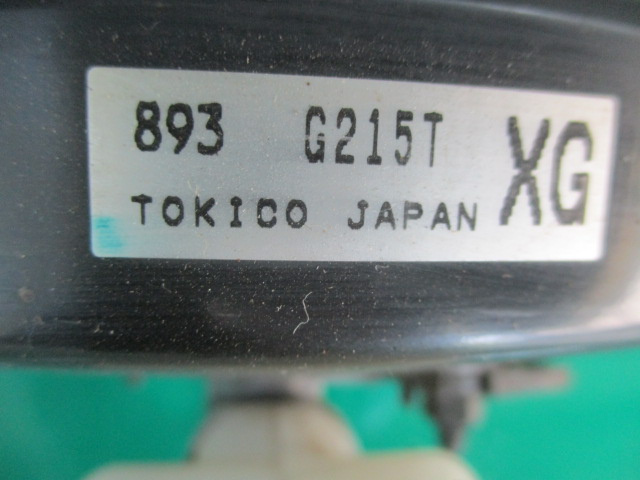 893 G215T XG
TOKICO JAPAN